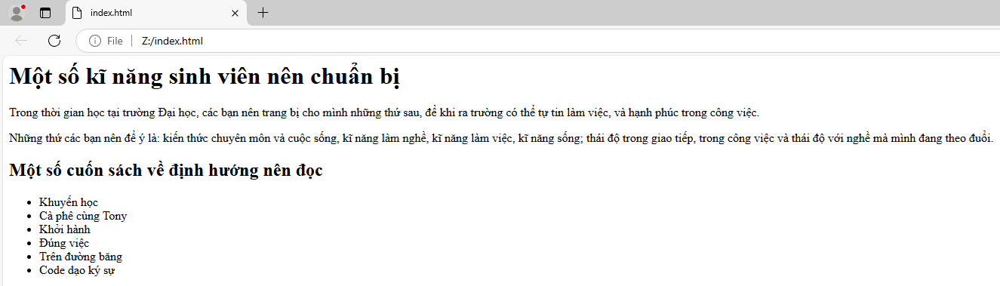 index.html
File
Z:/index.html
Một số kĩ năng sinh viên nên chuẩn bị
Trong thời gian học tại trường Đại học, các bạn nên trang bị cho mình những thứ sau, để khi ra trường có thể tự tin làm việc, và hạnh phúc trong công việc.
Những thứ các bạn nên để ý là: kiến thức chuyên môn và cuộc sống, kĩ năng làm nghề, kĩ năng làm việc, kĩ năng sống; thái độ trong giao tiếp, trong công việc và thái độ với nghề mà mình đang theo đuổi.
Một số cuốn sách về định hướng nên đọc
Khuyến học
Cà phê cùng Tony
Khởi hành
Đúng việc
Trên đường băng
Code dạo ký sự